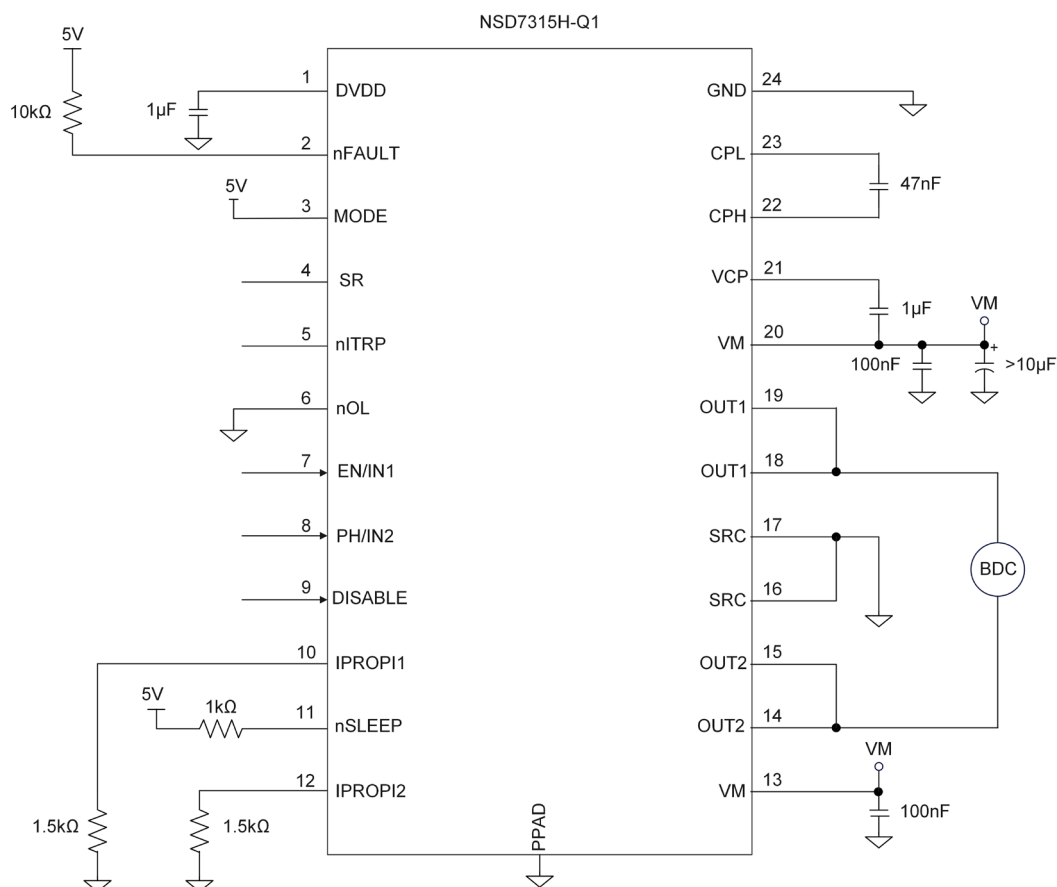 NSD7315H-Q1
5V
10kΩ
1µF
1 DVDD
2 nFAULT
5V
3 MODE
4 SR
5 nITRP
6 nOL
7 EN/IN1
8 PH/IN2
9 DISABLE
10 IPROPI1
5V
1kΩ
11 nSLEEP
12 IPROPI2
1.5kΩ
1.5kΩ
PPAD
GND 24
CPL 23
47nF
CPH 22
VCP 21
1µF
VM
VM 20
100nF
+
>10µF
OUT1 19
OUT1 18
SRC 17
BDC
SRC 16
OUT2 15
OUT2 14
VM
VM 13
100nF